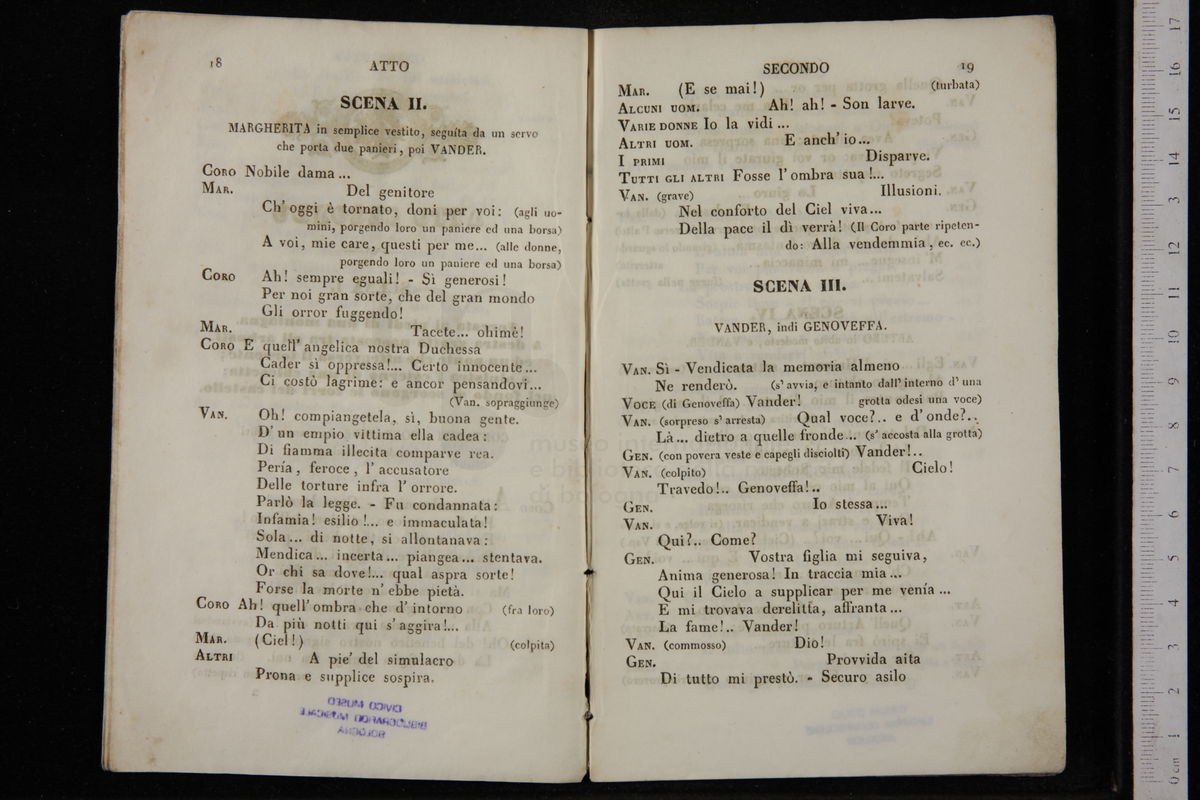 18 ATTO
SCENA II.
MARGHERITA in semplice vestito, seguíta da un servo
che porta due panieri, poi VANDER.
CORO Nobile dama...
MAR. Del genitore
Ch' oggi è tornato, doni per voi: (agli uo-
mini, porgendo loro un paniere ed una borsa)
A voi, mie care, questi per me... (alle donne,
porgendo loro un paniere ed una borsa)
CORO Ah! sempre eguali! - Sì generosi!
Per noi gran sorte, che del gran mondo
Gli orror fuggendo!
MAR. Tacete... ohimè!
CORO E quell' angelica nostra Duchessa
Cader sì oppressa!... Certo innocente...
Ci costò lagrime: e ancor pensandovi...
(Van. sopraggiunge)
VAN. Oh! compiangetela, sì, buona gente.
D' un empio vittima ella cadea:
Di fiamma illecita comparve rea.
Pería, feroce, l' accusatore
Delle torture infra l' orrore.
Parlò la legge. - Fu condannata:
Infamia! esilio!... e immaculata!
Sola... di notte, si allontanava:
Mendica... incerta... piangea... stentava.
Or chi sa dove!... qual aspra sorte!
Forse la morte n' ebbe pietà.
CORO Ah! quell' ombra che d' intorno (fra loro)
Da più notti qui s' aggira!...
MAR. (Ciel!) (colpita)
ALTRI A pie' del simulacro
Prona e supplice sospira.
CIVICO MUSEO
BIBLIOGRAFICO MUSICALE
BOLOGNA
SECONDO 19
MAR. (E se mai!) (turbata)
ALCUNI UOM. Ah! ah! - Son larve.
VARIE DONNE Io la vidi...
ALTRI UOM. E anch' io...
I PRIMI Disparve.
TUTTI GLI ALTRI Fosse l' ombra sua!...
VAN. (grave) Illusioni.
Nel conforto del Ciel viva...
Della pace il dì verrà! (Il Coro parte ripeten-
do: Alla vendemmia, ec. ec.)
SCENA III.
VANDER, indi GENOVEFFA.
VAN. Sì - Vendicata la memoria almeno
Ne renderò. (s' avvia, e intanto dall' interno d' una
VOCE (di Genoveffa) Vander! grotta odesi una voce)
VAN. (sorpreso s' arresta) Qual voce?.. e d' onde?..
Là... dietro a quelle fronde... (s' accosta alla grotta)
GEN. (con povera veste e capegli disciolti) Vander!..
VAN. (colpito) Cielo!
Travedo!.. Genoveffa!..
GEN. Io stessa...
VAN. Viva!
Qui?.. Come?
GEN. Vostra figlia mi seguiva,
Anima generosa! In traccia mia...
Qui il Cielo a supplicar per me venía...
E mi trovava derelitta, affranta...
La fame!.. Vander!
VAN. (commosso) Dio!
GEN. Provvida aita
Di tutto mi prestò. - Securo asilo